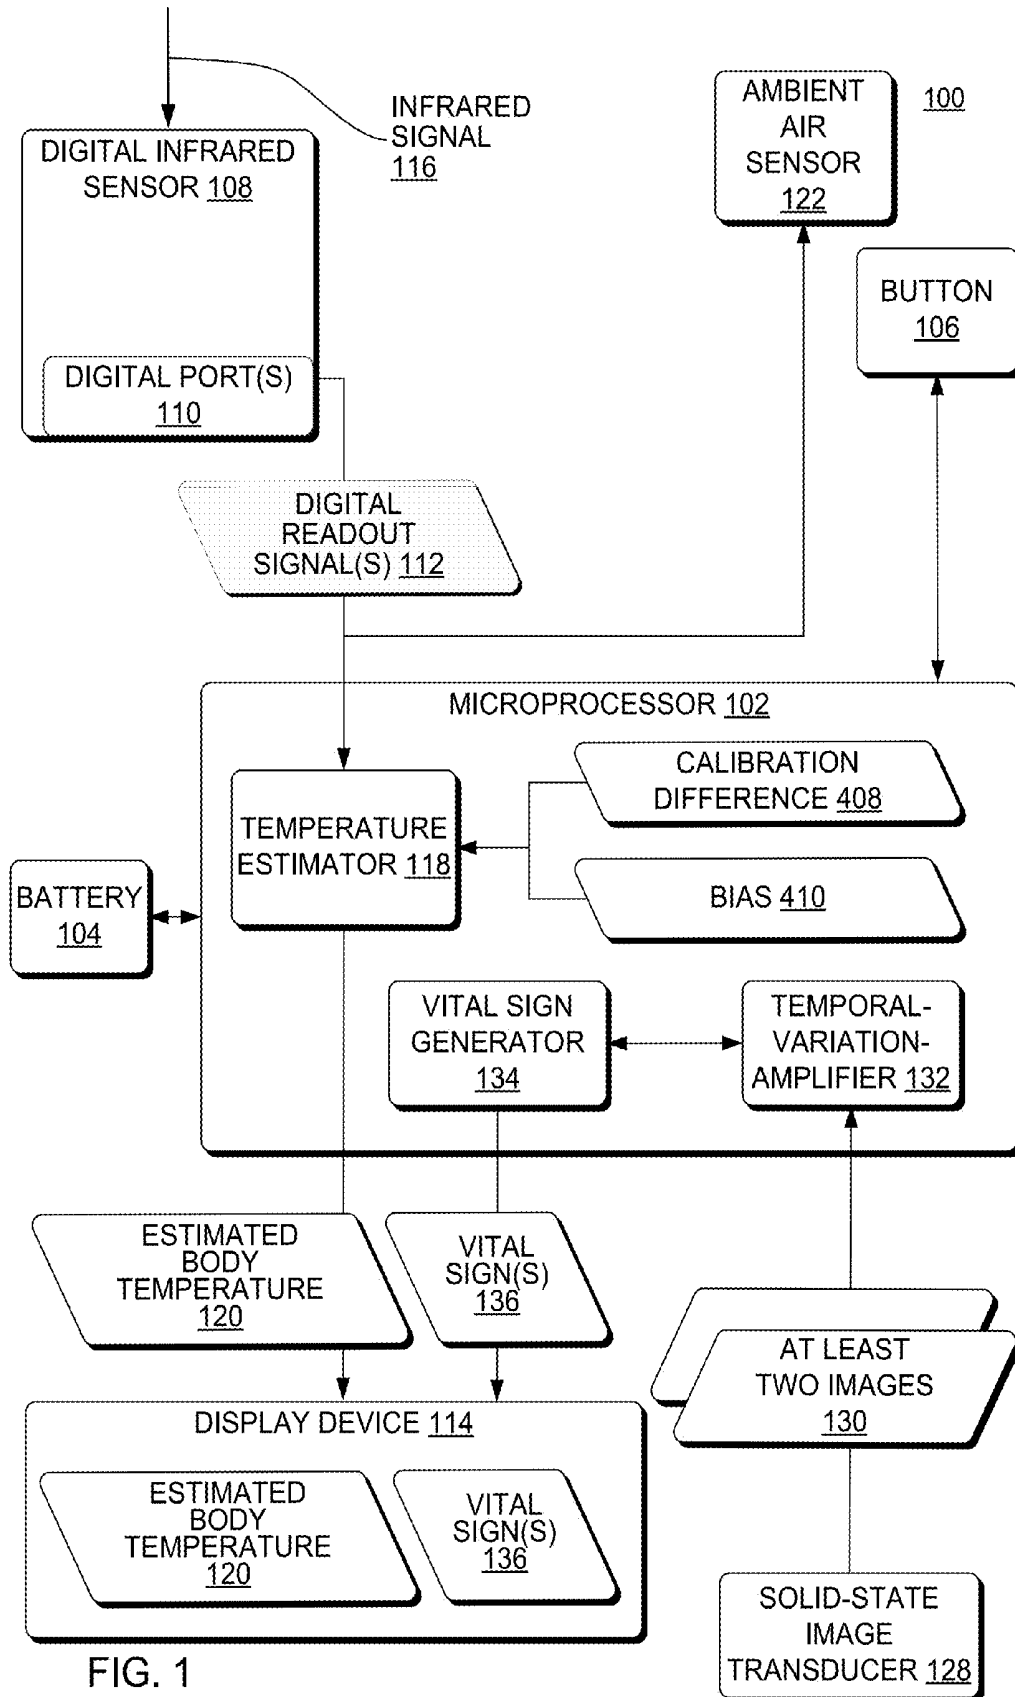 INFRARED
SIGNAL
116
AMBIENT
AIR
SENSOR
122
100
DIGITAL INFRARED
SENSOR 108
BUTTON
106
DIGITAL PORT(S)
110
DIGITAL
READOUT
SIGNAL(S) 112
MICROPROCESSOR 102
CALIBRATION
DIFFERENCE 408
TEMPERATURE
ESTIMATOR 118
BIAS 410
BATTERY
104
VITAL SIGN
GENERATOR
134
TEMPORAL-
VARIATION-
AMPLIFIER 132
ESTIMATED
BODY
TEMPERATURE
120
VITAL
SIGN(S)
136
AT LEAST
TWO IMAGES
130
DISPLAY DEVICE 114
ESTIMATED
BODY
TEMPERATURE
120
VITAL
SIGN(S)
136
SOLID-STATE
IMAGE
TRANSDUCER 128
FIG. 1